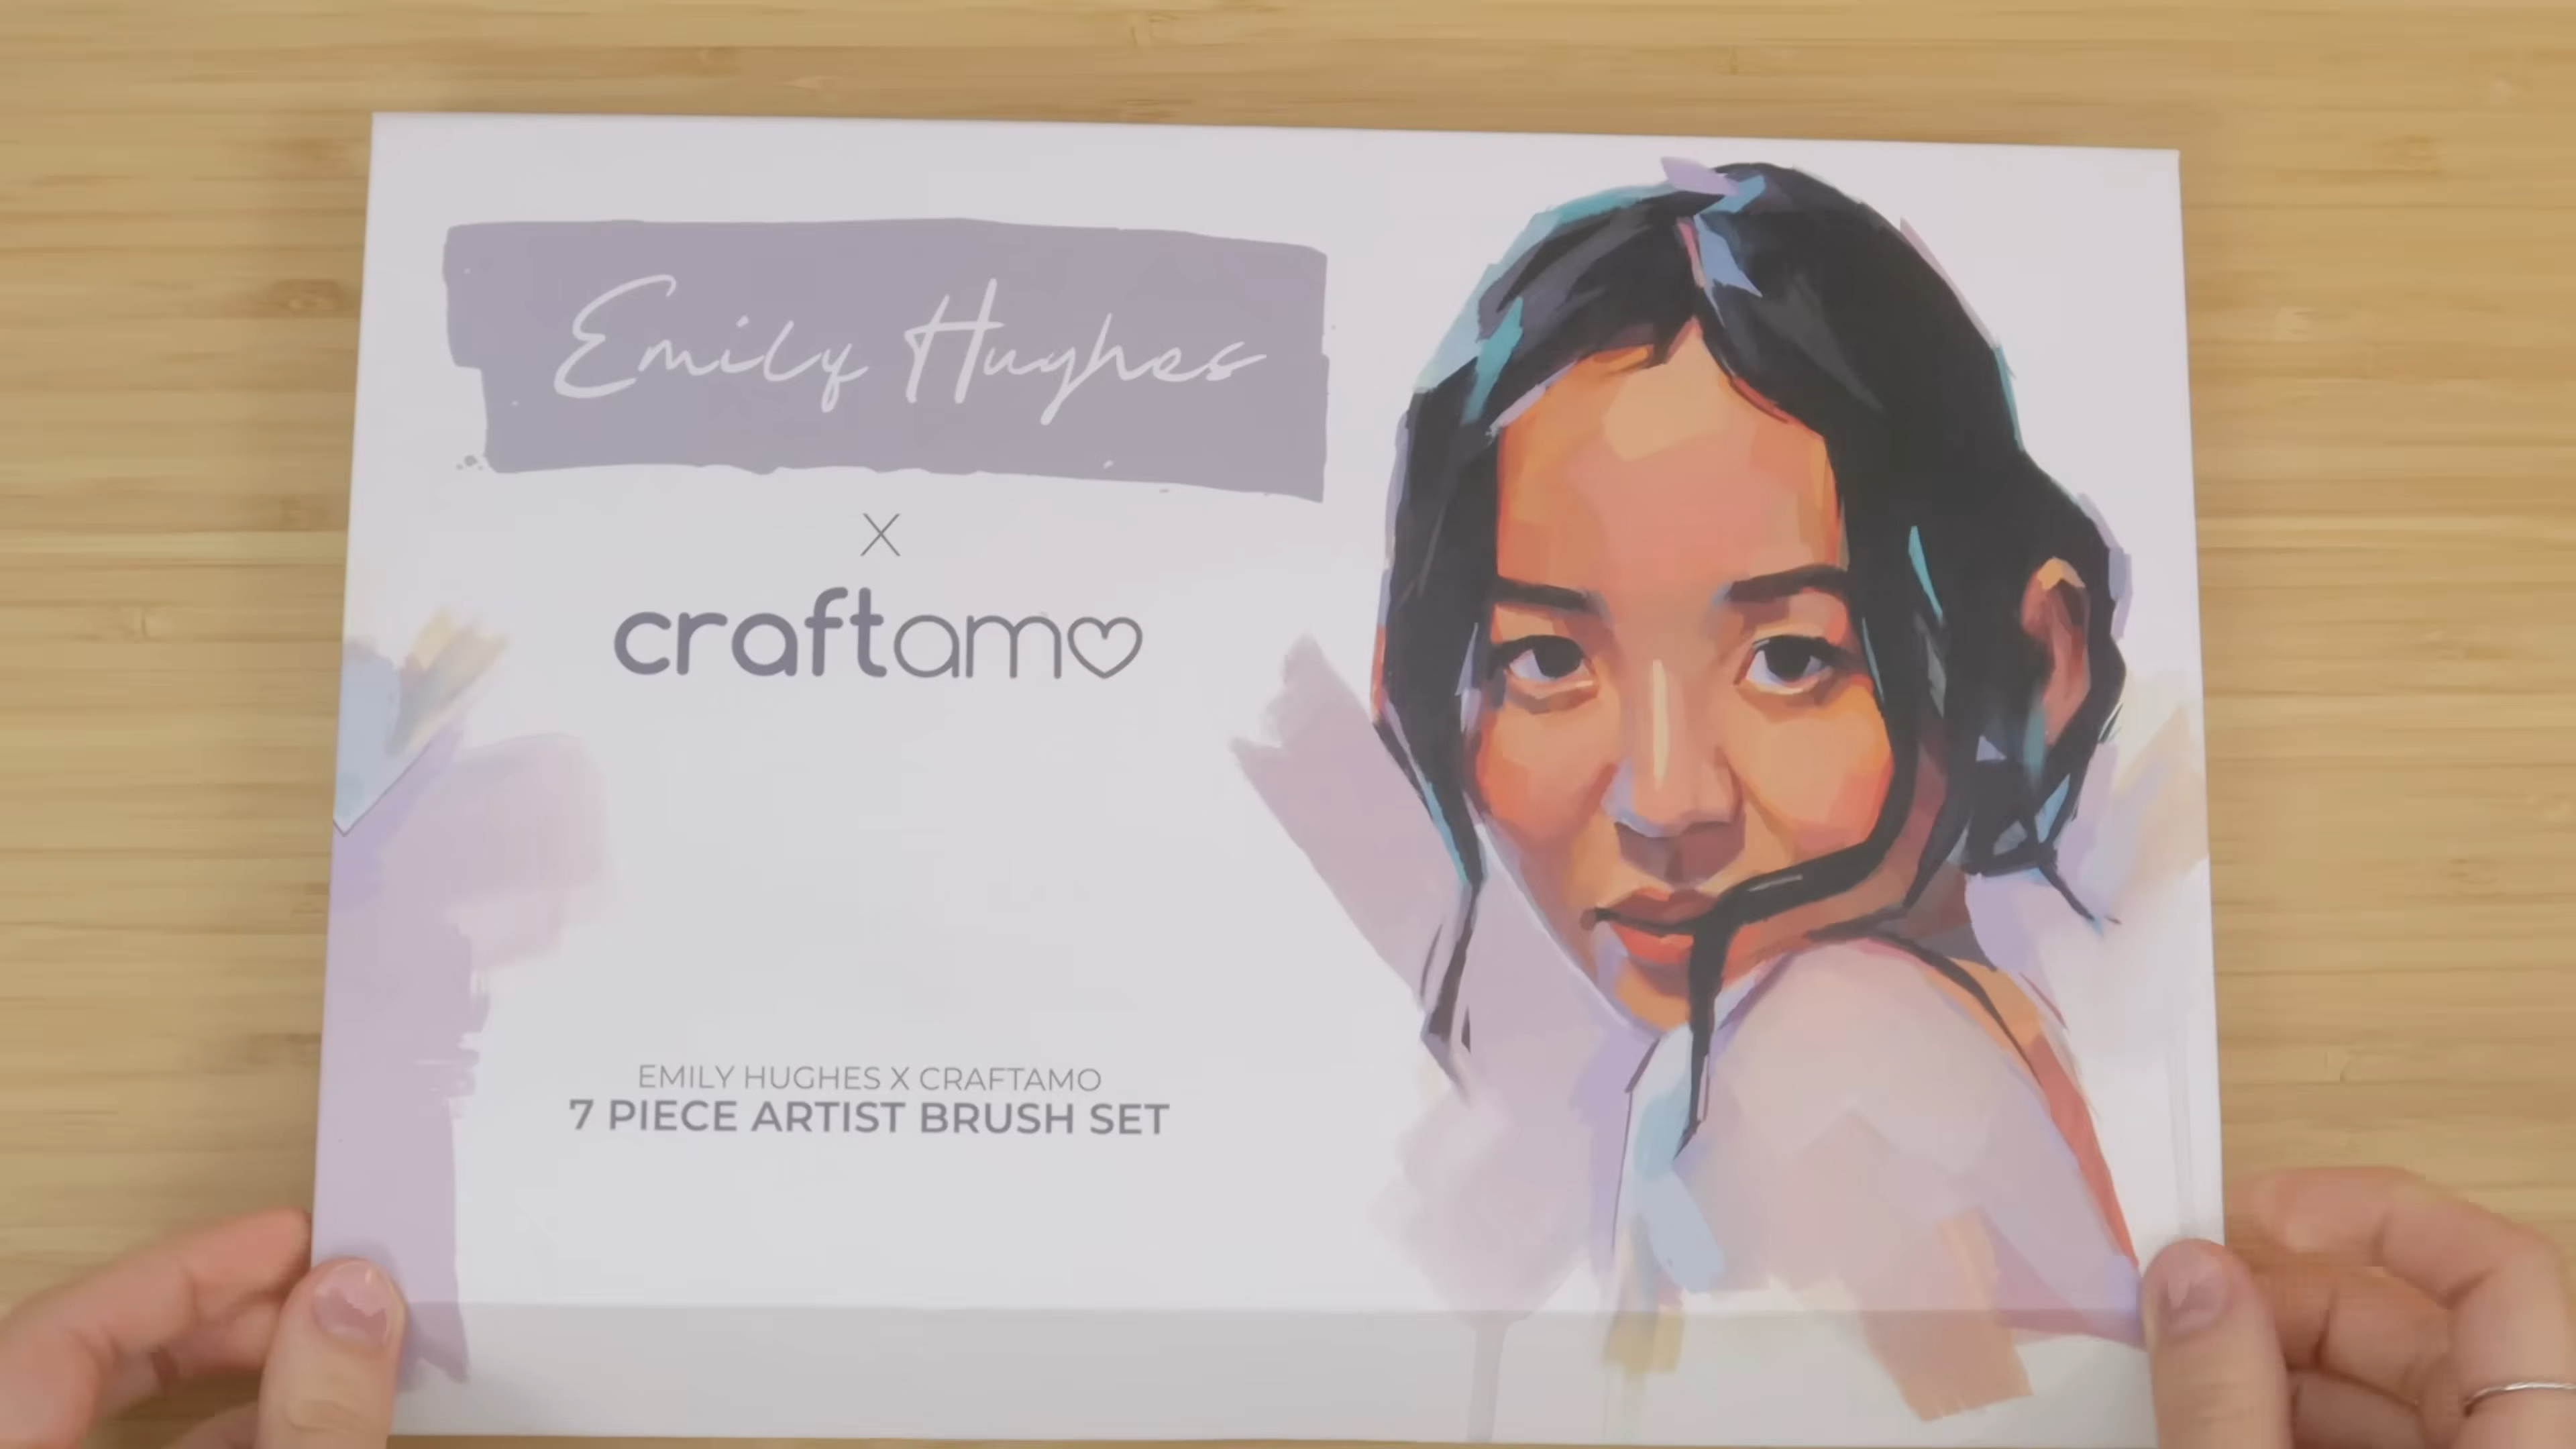 Emily Hughes
X
craftamo
EMILY HUGHES X CRAFTAMO
7 PIECE ARTIST BRUSH SET